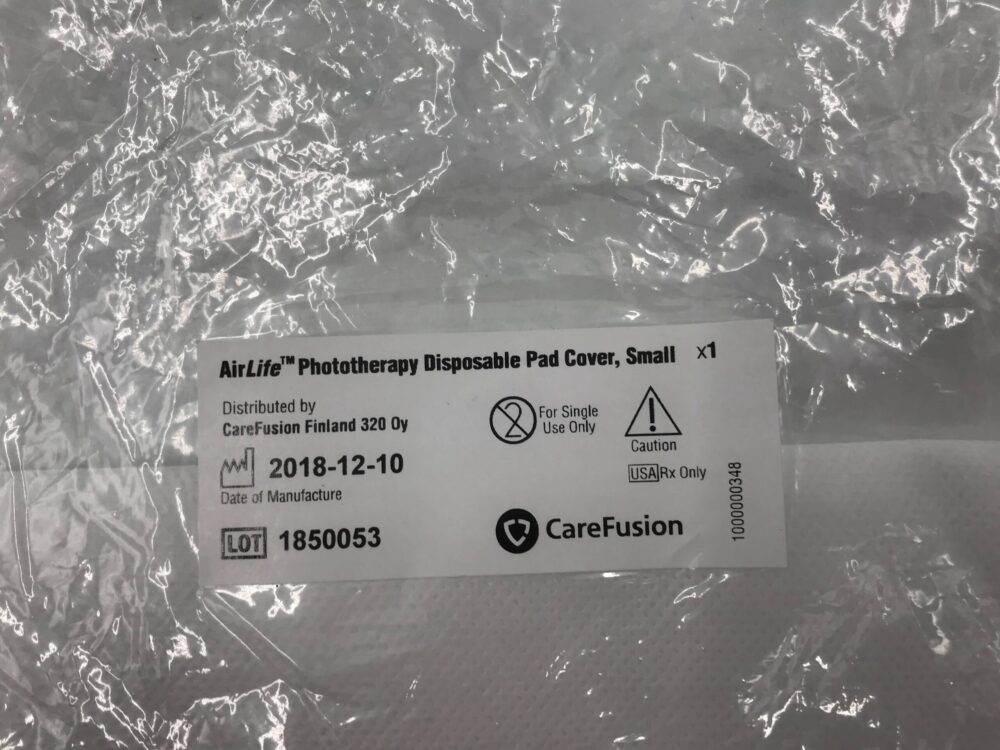 AirLife™ Phototherapy Disposable Pad Cover, Small x1
Distributed by
CareFusion Finland 320 Oy
2018-12-10
Date of Manufacture
LOT 1850053
2 For Single
Use Only
!
Caution
USA Rx Only
CareFusion
1000000348